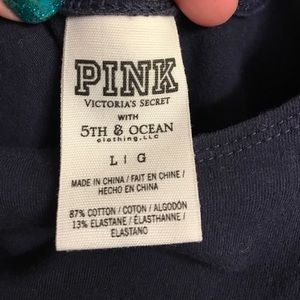 PINK
VICTORIA'S SECRET
WITH
5TH & OCEAN
clothing, LLC
L | G
MADE IN CHINA / FAIT EN CHINE /
HECHO EN CHINA
87% COTTON / COTON / ALGODÓN
13% ELASTANE / ÉLASTHANNE /
ELASTANO